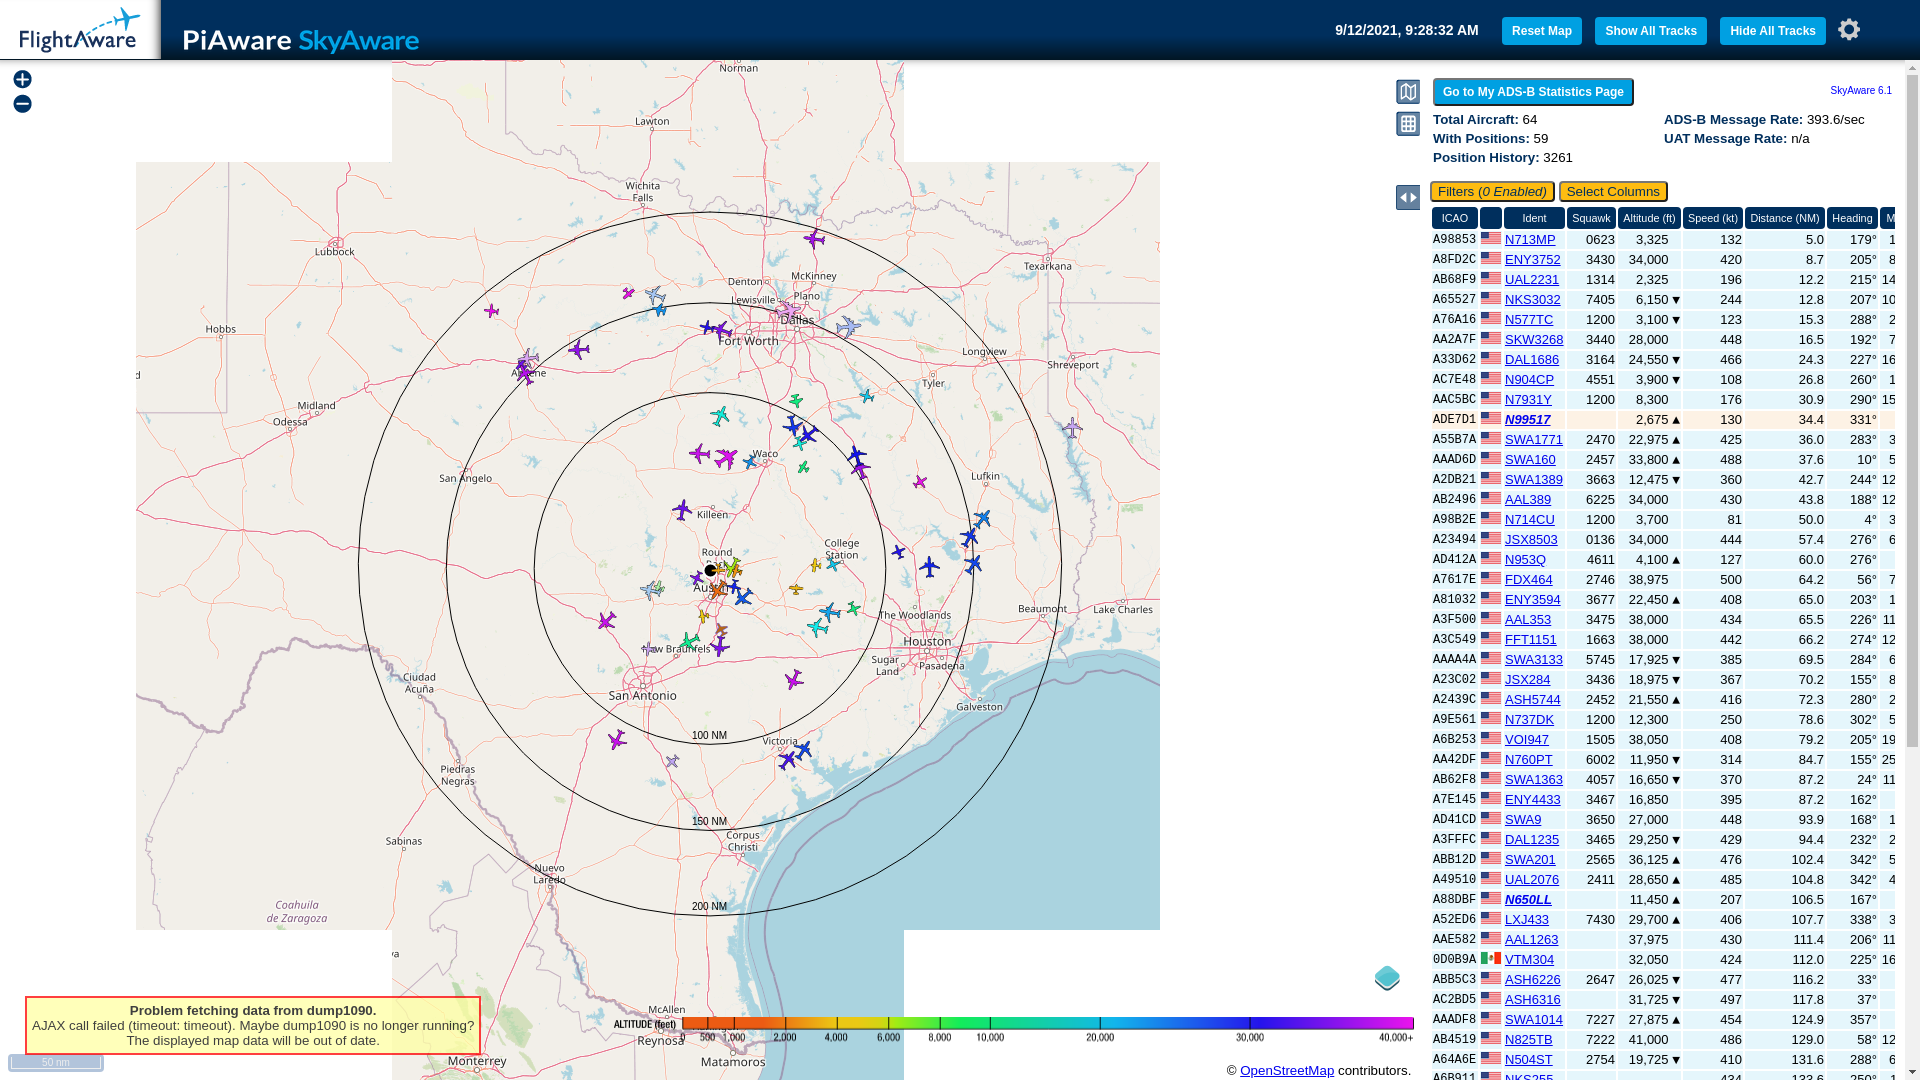 FlightAware
PiAware SkyAware
9/12/2021, 9:28:32 AM
Reset Map
Show All Tracks
Hide All Tracks
Go to My ADS-B Statistics Page
SkyAware 6.1
Total Aircraft: 64
ADS-B Message Rate: 393.6/sec
With Positions: 59
UAT Message Rate: n/a
Position History: 3261
Filters (0 Enabled)
Select Columns
ICAO Ident Squawk Altitude (ft) Speed (kt) Distance (NM) Heading M
A98853 N713MP 0623 3,325 132 5.0 179° 1
A8FD2C ENY3752 3430 34,000 420 8.7 205° 8
AB68F9 UAL2231 1314 2,325 196 12.2 215° 14
A65527 NKS3032 7405 6,150▼ 244 12.8 207° 10
A76A16 N577TC 1200 3,100▼ 123 15.3 288° 2
AA2A7F SKW3268 3440 28,000 448 16.5 192° 7
A33D62 DAL1686 3164 24,550▼ 466 24.3 227° 16
AC7E48 N904CP 4551 3,900▼ 108 26.8 260° 1
AAC5BC N7931Y 1200 8,300 176 30.9 290° 15
ADE7D1 N99517 2,675▲ 130 34.4 331°
A55B7A SWA1771 2470 22,975▲ 425 36.0 283° 3
AAAD6D SWA160 2457 33,800▲ 488 37.6 10° 5
A2DB21 SWA1389 3663 12,475▼ 360 42.7 244° 12
AB2496 AAL389 6225 34,000 430 43.8 188° 12
A98B2E N714CU 1200 3,700 81 50.0 4° 3
A23494 JSX8503 0136 34,000 444 57.4 276° 6
AD412A N953Q 4611 4,100▲ 127 60.0 276°
A7617E FDX464 2746 38,975 500 64.2 56° 7
A81032 ENY3594 3677 22,450▲ 408 65.0 203° 1
A3F500 AAL353 3475 38,000 434 65.5 226° 11
A3C549 FFT1151 1663 38,000 442 66.2 274° 12
AAAA4A SWA3133 5745 17,925▼ 385 69.5 284° 6
A23C02 JSX284 3436 18,975▼ 367 70.2 155° 8
A2439C ASH5744 2452 21,550▲ 416 72.3 280° 2
A9E561 N737DK 1200 12,300 250 78.6 302° 5
A6B253 VOI947 1505 38,050 408 79.2 205° 19
AA42DF N760PT 6002 11,950▼ 314 84.7 155° 25
AB62F8 SWA1363 4057 16,650▼ 370 87.2 24° 11
A7E145 ENY4433 3467 16,850 395 87.2 162°
AD41CD SWA9 3650 27,000 448 93.9 168° 1
A3FFFC DAL1235 3465 29,250▼ 429 94.4 232° 2
ABB12D SWA201 2565 36,125▲ 476 102.4 342° 5
A49510 UAL2076 2411 28,650▲ 485 104.8 342° 4
A88DBF N650LL 11,450▲ 207 106.5 167°
A52ED6 LXJ433 7430 29,700▲ 406 107.7 338° 3
AAE582 AAL1263 37,975 430 111.4 206° 11
0D0B9A VTM304 32,050 424 112.0 225° 16
ABB5C3 ASH6226 2647 26,025▼ 477 116.2 33°
AC2BD5 ASH6316 31,725▼ 497 117.8 37°
AAADF8 SWA1014 7227 27,875▲ 454 124.9 357°
AB4519 N825TB 7222 41,000 486 129.0 58° 12
A64A6E N504ST 2754 19,725▼ 410 131.6 288° 6
A6B911 NKS255 434 133.6 250°
Norman
Lawton
Wichita
Falls
Lubbock
Texarkana
McKinney
Denton
Lewisville
Plano
Dallas
Hobbs
Fort Worth
Longview
Shreveport
Tyler
Midland
Odessa
Waco
San Angelo
Lufkin
Killeen
College
Station
Round
The Woodlands
Beaumont
Lake Charles
Houston
New Braunfels
Sugar
Land
Pasadena
Ciudad
Acuña
San Antonio
Galveston
100 NM
Victoria
Piedras
Negras
150 NM
Corpus
Christi
Sabinas
Nuevo
Laredo
200 NM
Coahuila
de Zaragoza
McAllen
Reynosa
Matamoros
Monterrey
Problem fetching data from dump1090.
AJAX call failed (timeout: timeout). Maybe dump1090 is no longer running?
The displayed map data will be out of date.
50 nm
ALTITUDE (feet)
0 500 1,000 2,000 4,000 6,000 8,000 10,000 20,000 30,000 40,000+
© OpenStreetMap contributors.